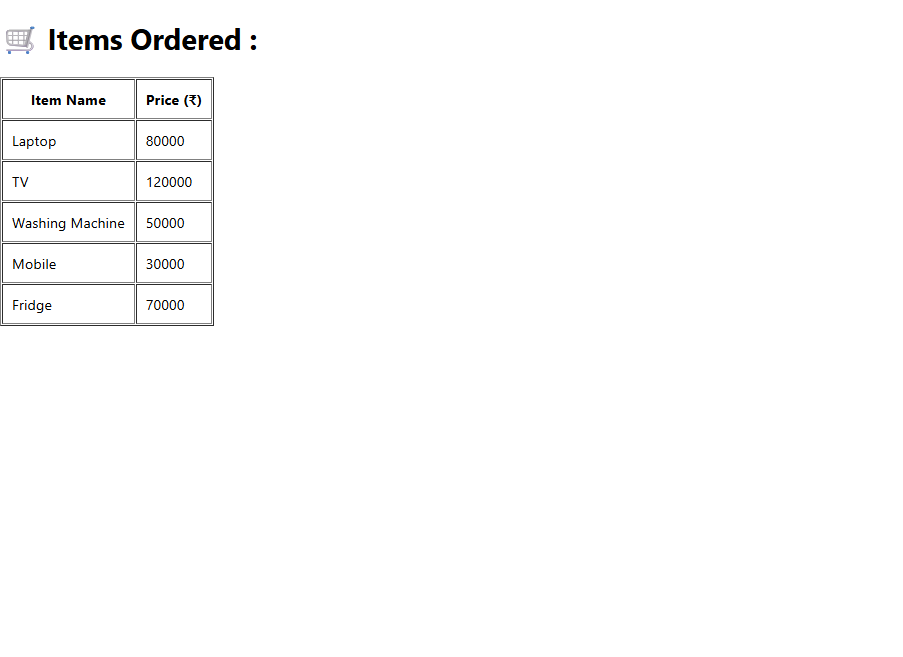 🛒 Items Ordered :
Item Name Price (₹)
Laptop 80000
TV 120000
Washing Machine 50000
Mobile 30000
Fridge 70000